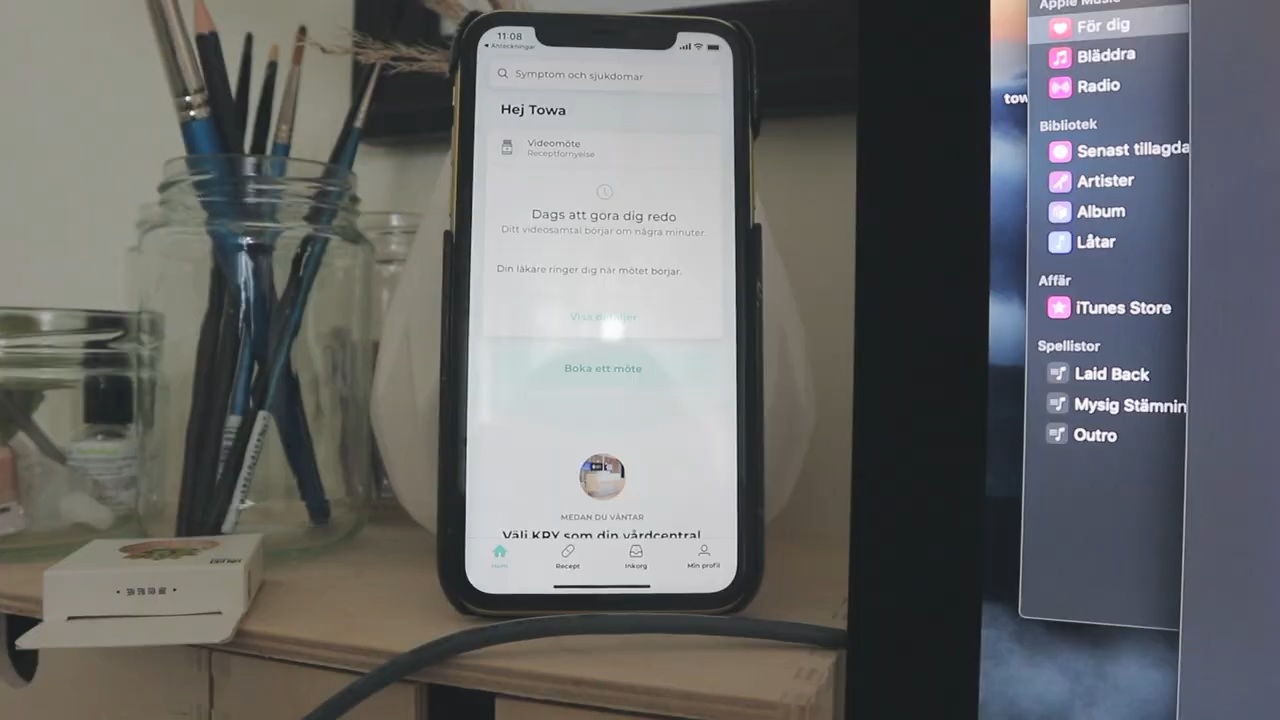 11:08
Anteckningar
Symptom och sjukdomar
Hej Towa
Videomöte
Receptförnyelse
Dags att göra dig redo
Ditt videosamtal börjar om några minuter.
Din läkare ringer dig när mötet börjar.
Visa detaljer
Boka ett möte
MEDAN DU VÄNTAR
Välj KRY som din vårdcentral
Hem
Recept
Inkorg
Min profil
tow
Apple Music
För dig
Bläddra
Radio
Bibliotek
Senast tillagda
Artister
Album
Låtar
Affär
iTunes Store
Spellistor
Laid Back
Mysig Stämnin
Outro